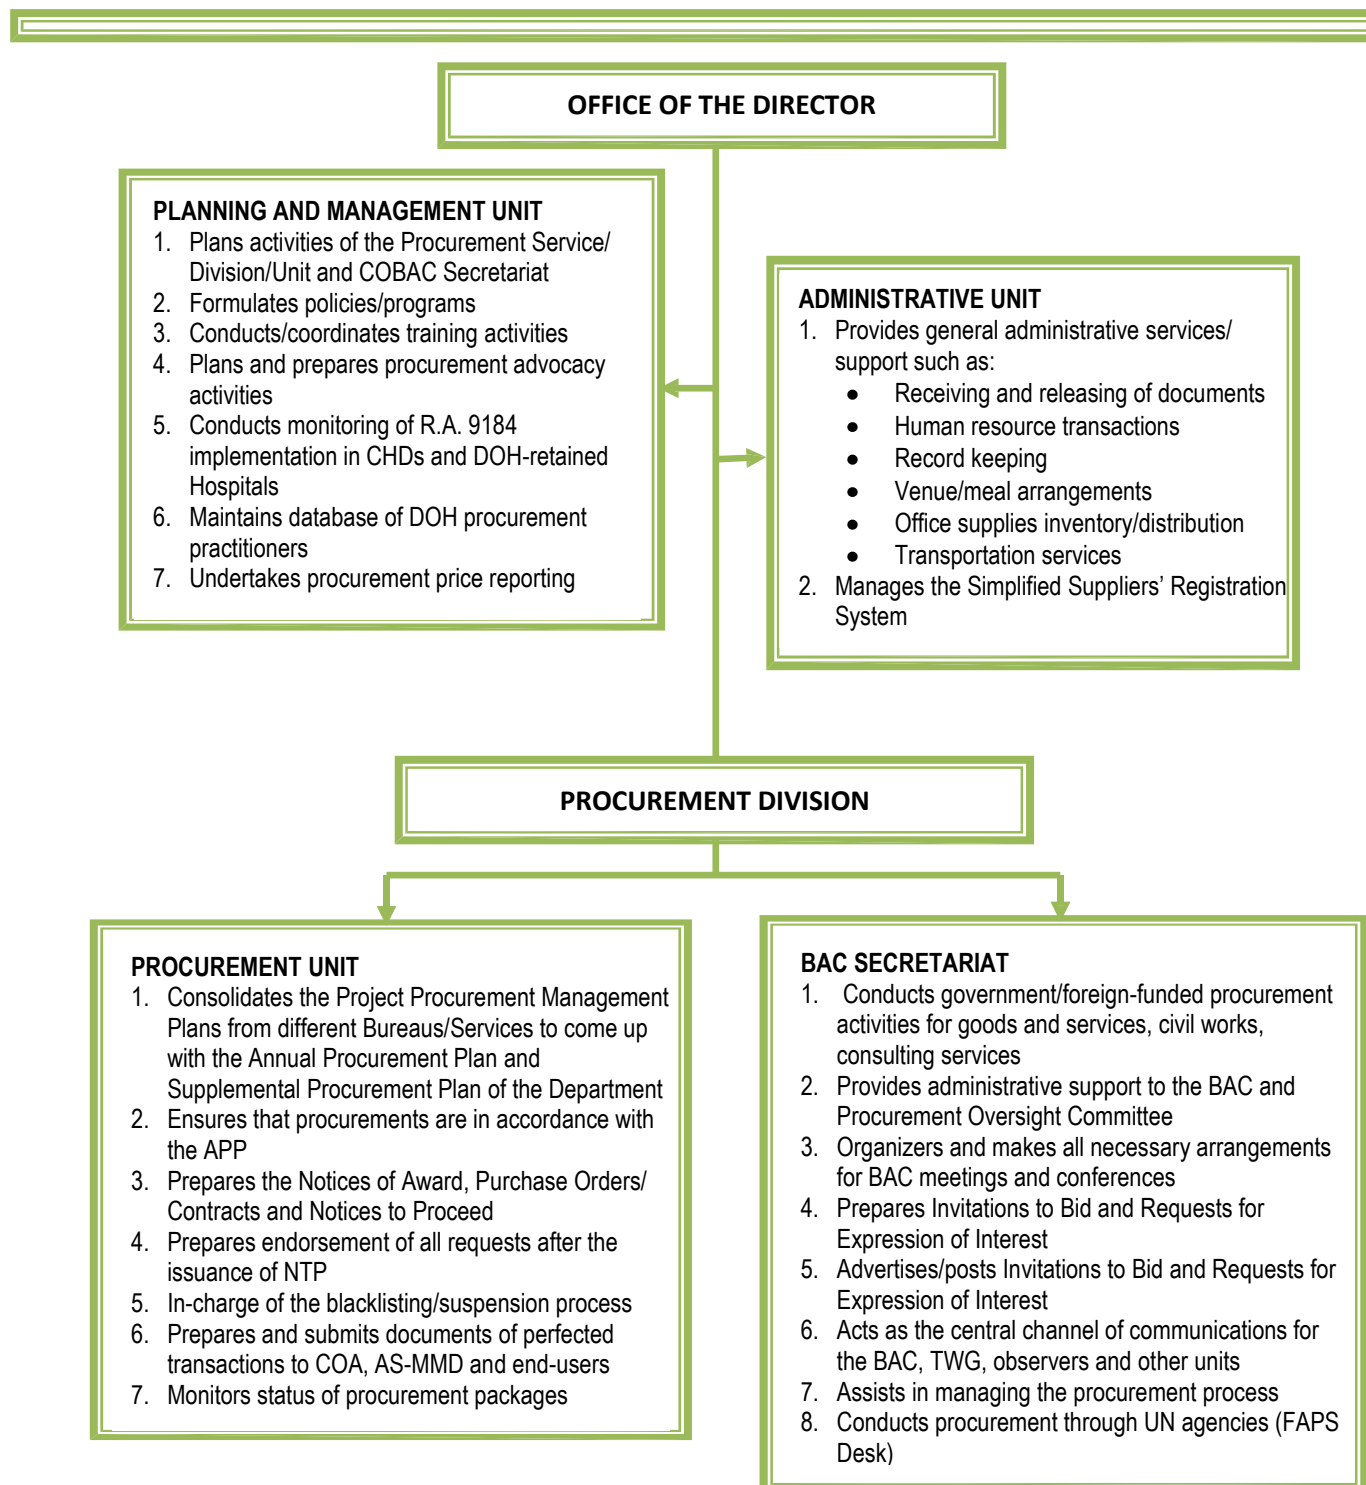 OFFICE OF THE DIRECTOR
PLANNING AND MANAGEMENT UNIT
1. Plans activities of the Procurement Service/
Division/Unit and COBAC Secretariat
2. Formulates policies/programs
3. Conducts/coordinates training activities
4. Plans and prepares procurement advocacy
activities
5. Conducts monitoring of R.A. 9184
implementation in CHDs and DOH-retained
Hospitals
6. Maintains database of DOH procurement
practitioners
7. Undertakes procurement price reporting
ADMINISTRATIVE UNIT
1. Provides general administrative services/
support such as:
● Receiving and releasing of documents
● Human resource transactions
● Record keeping
● Venue/meal arrangements
● Office supplies inventory/distribution
● Transportation services
2. Manages the Simplified Suppliers’ Registration
System
PROCUREMENT DIVISION
PROCUREMENT UNIT
1. Consolidates the Project Procurement Management
Plans from different Bureaus/Services to come up
with the Annual Procurement Plan and
Supplemental Procurement Plan of the Department
2. Ensures that procurements are in accordance with
the APP
3. Prepares the Notices of Award, Purchase Orders/
Contracts and Notices to Proceed
4. Prepares endorsement of all requests after the
issuance of NTP
5. In-charge of the blacklisting/suspension process
6. Prepares and submits documents of perfected
transactions to COA, AS-MMD and end-users
7. Monitors status of procurement packages
BAC SECRETARIAT
1. Conducts government/foreign-funded procurement
activities for goods and services, civil works,
consulting services
2. Provides administrative support to the BAC and
Procurement Oversight Committee
3. Organizers and makes all necessary arrangements
for BAC meetings and conferences
4. Prepares Invitations to Bid and Requests for
Expression of Interest
5. Advertises/posts Invitations to Bid and Requests for
Expression of Interest
6. Acts as the central channel of communications for
the BAC, TWG, observers and other units
7. Assists in managing the procurement process
8. Conducts procurement through UN agencies (FAPS
Desk)